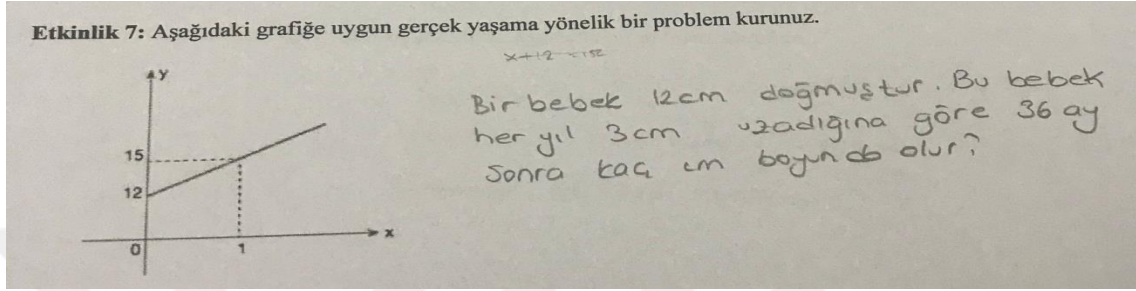 Etkinlik 7: Aşağıdaki grafiğe uygun gerçek yaşama yönelik bir problem kurunuz.
y
15
12
0
1
x
Bir bebek 12cm doğmuştur. Bu bebek
her yıl 3cm uzadığına göre 36 ay
Sonra kaç cm boyunda olur?